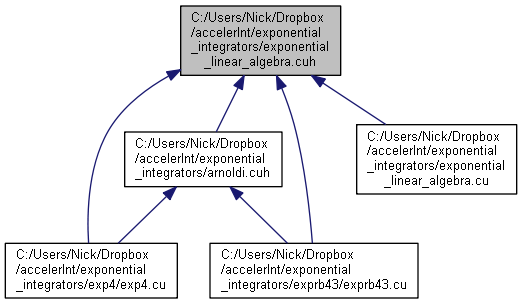 C:/Users/Nick/Dropbox
/accelerInt/exponential
_integrators/exponential
_linear_algebra.cuh
C:/Users/Nick/Dropbox
/accelerInt/exponential
_integrators/arnoldi.cuh
C:/Users/Nick/Dropbox
/accelerInt/exponential
_integrators/exponential
_linear_algebra.cu
C:/Users/Nick/Dropbox
/accelerInt/exponential
_integrators/exp4/exp4.cu
C:/Users/Nick/Dropbox
/accelerInt/exponential
_integrators/exprb43/exprb43.cu